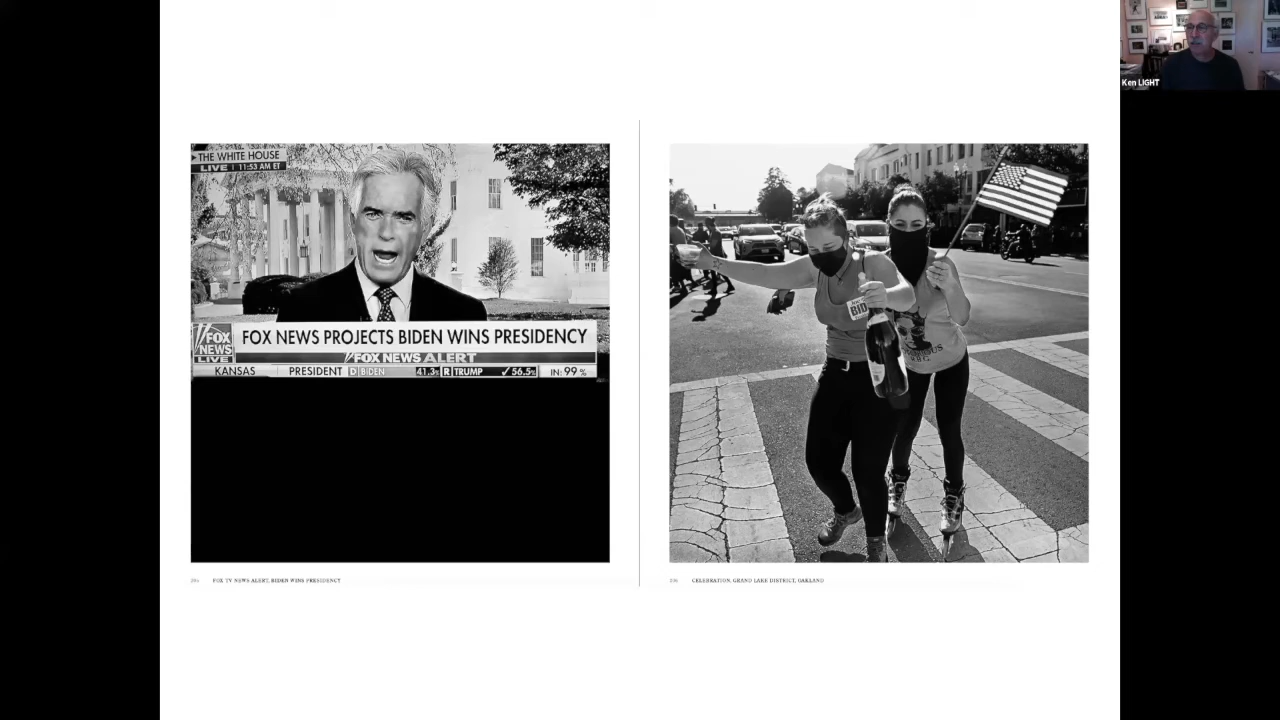 THE WHITE HOUSE
LIVE 11:53 AM ET
FOX NEWS LIVE
FOX NEWS PROJECTS BIDEN WINS PRESIDENCY
FOX NEWS ALERT
KANSAS PRESIDENT D BIDEN 41.3% R TRUMP ✓56.5% IN: 99%
FOX TV NEWS ALERT, BIDEN WINS PRESIDENCY
BID
CELEBRATION, GRAND LAKE DISTRICT, OAKLAND
Ken LIGHT